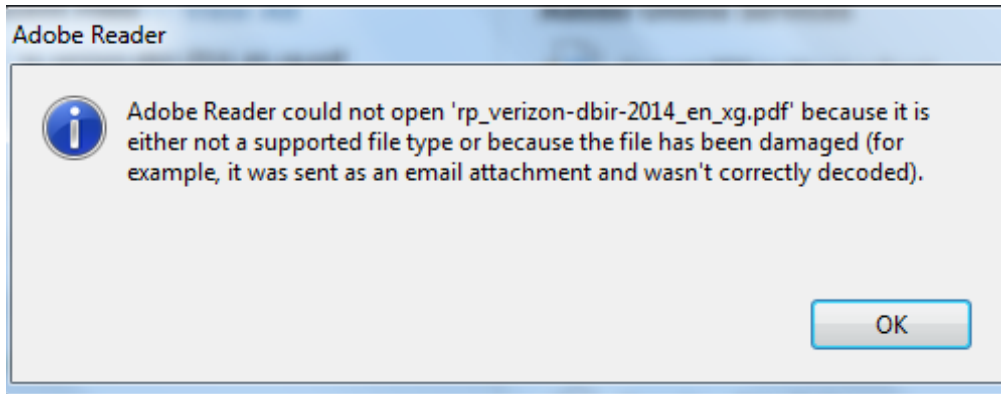 Adobe Reader
Adobe Reader could not open 'rp_verizon-dbir-2014_en_xg.pdf' because it is
either not a supported file type or because the file has been damaged (for
example, it was sent as an email attachment and wasn't correctly decoded).
OK